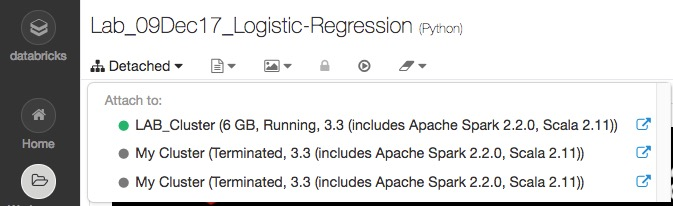 databricks
Lab_09Dec17_Logistic-Regression (Python)
Detached
Attach to:
LAB_Cluster (6 GB, Running, 3.3 (includes Apache Spark 2.2.0, Scala 2.11))
Home
My Cluster (Terminated, 3.3 (includes Apache Spark 2.2.0, Scala 2.11))
My Cluster (Terminated, 3.3 (includes Apache Spark 2.2.0, Scala 2.11))